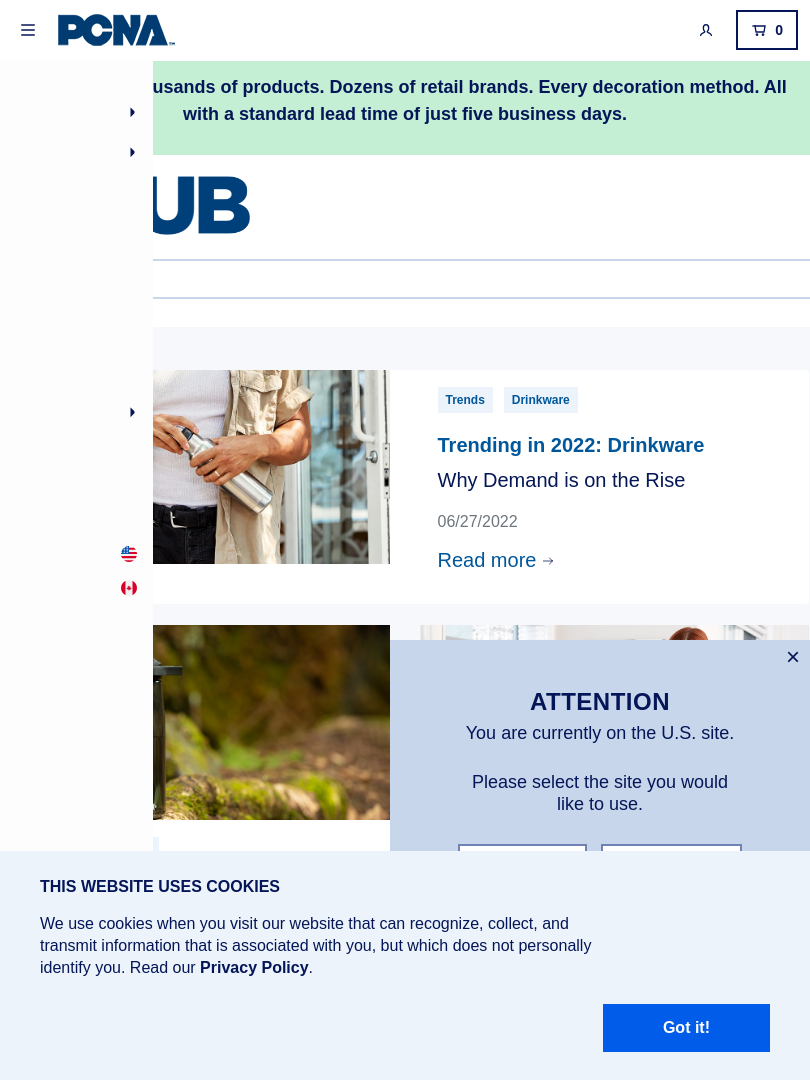 PCNA
0
of products. Dozens of retail brands. Every decoration method. All
with a standard lead time of just five business days.
Trends
Drinkware
Trending in 2022: Drinkware
Why Demand is on the Rise
06/27/2022
Read more
ATTENTION
You are currently on the U.S. site.
Please select the site you would
like to use.
THIS WEBSITE USES COOKIES
We use cookies when you visit our website that can recognize, collect, and
transmit information that is associated with you, but which does not personally
identify you. Read our Privacy Policy.
Got it!